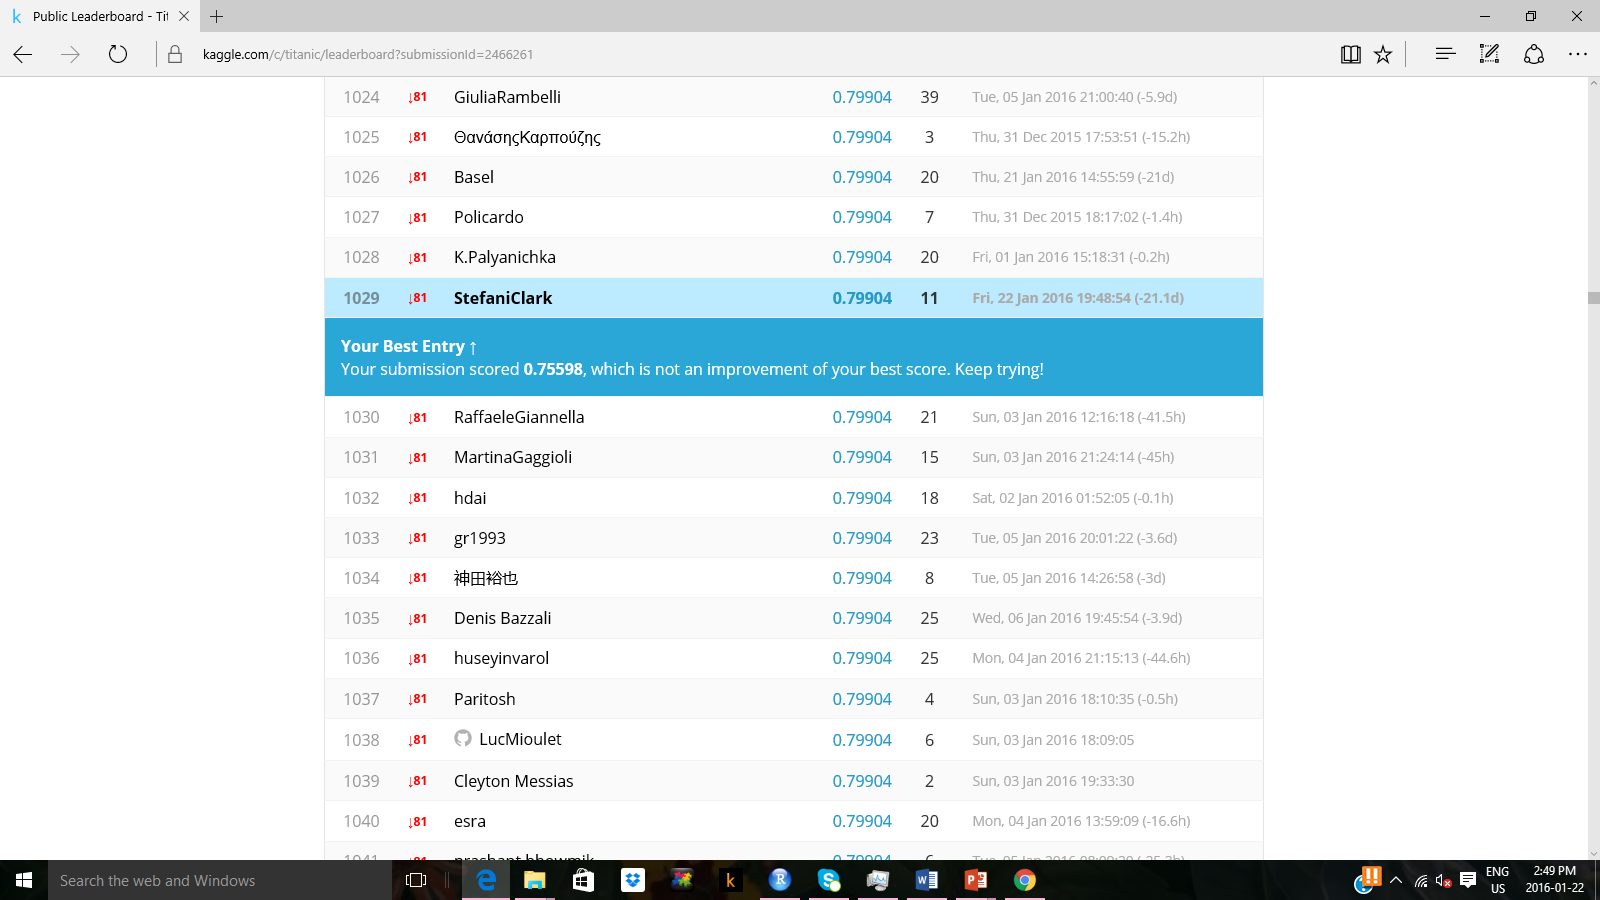 Public Leaderboard - Tit
kaggle.com/c/titanic/leaderboard?submissionId=2466261
1024 ↓81 GiuliaRambelli 0.79904 39 Tue, 05 Jan 2016 21:00:40 (-5.9d)
1025 ↓81 ΘανάσηςΚαρπούζης 0.79904 3 Thu, 31 Dec 2015 17:53:51 (-15.2h)
1026 ↓81 Basel 0.79904 20 Thu, 21 Jan 2016 14:55:59 (-21d)
1027 ↓81 Policardo 0.79904 7 Thu, 31 Dec 2015 18:17:02 (-1.4h)
1028 ↓81 K.Palyanichka 0.79904 20 Fri, 01 Jan 2016 15:18:31 (-0.2h)
1029 ↓81 StefaniClark 0.79904 11 Fri, 22 Jan 2016 19:48:54 (-21.1d)
Your Best Entry ↑
Your submission scored 0.75598, which is not an improvement of your best score. Keep trying!
1030 ↓81 RaffaeleGiannella 0.79904 21 Sun, 03 Jan 2016 12:16:18 (-41.5h)
1031 ↓81 MartinaGaggioli 0.79904 15 Sun, 03 Jan 2016 21:24:14 (-45h)
1032 ↓81 hdai 0.79904 18 Sat, 02 Jan 2016 01:52:05 (-0.1h)
1033 ↓81 gr1993 0.79904 23 Tue, 05 Jan 2016 20:01:22 (-3.6d)
1034 ↓81 神田裕也 0.79904 8 Tue, 05 Jan 2016 14:26:58 (-3d)
1035 ↓81 Denis Bazzali 0.79904 25 Wed, 06 Jan 2016 19:45:54 (-3.9d)
1036 ↓81 huseyinvarol 0.79904 25 Mon, 04 Jan 2016 21:15:13 (-44.6h)
1037 ↓81 Paritosh 0.79904 4 Sun, 03 Jan 2016 18:10:35 (-0.5h)
1038 ↓81 LucMioulet 0.79904 6 Sun, 03 Jan 2016 18:09:05
1039 ↓81 Cleyton Messias 0.79904 2 Sun, 03 Jan 2016 19:33:30
1040 ↓81 esra 0.79904 20 Mon, 04 Jan 2016 13:59:09 (-16.6h)
1041 ↓81 prashant bhowmik 0.79904 6
Search the web and Windows
ENG
US
2:49 PM
2016-01-22